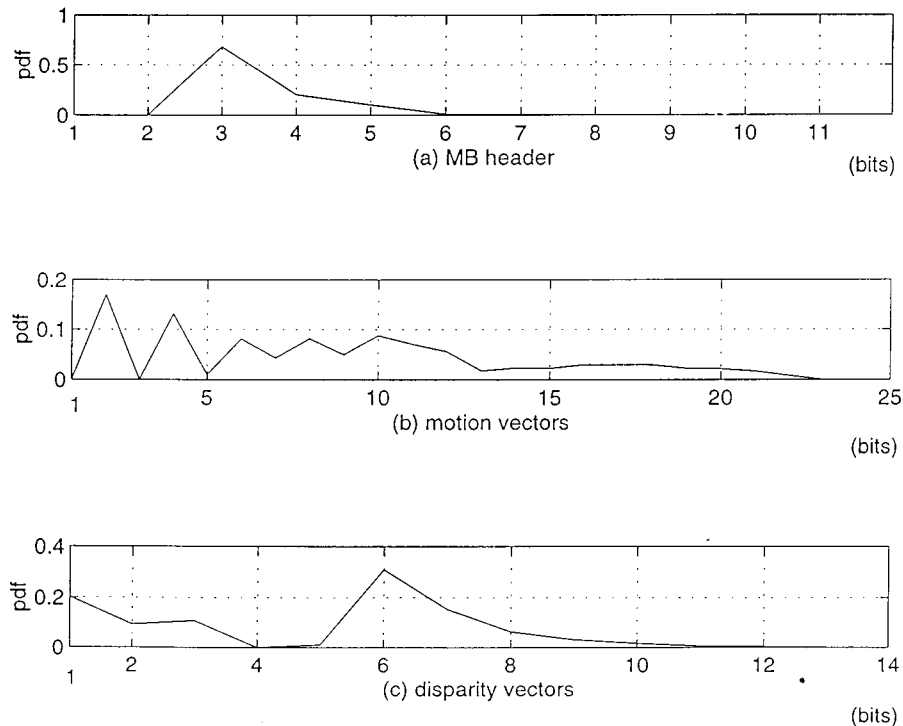 1
pdf
0.5
0
1 2 3 4 5 6 7 8 9 10 11
(a) MB header
(bits)
0.2
pdf
0.1
0
1 5 10 15 20 25
(b) motion vectors
(bits)
0.4
pdf
0.2
0
1 2 4 6 8 10 12 14
(c) disparity vectors
(bits)